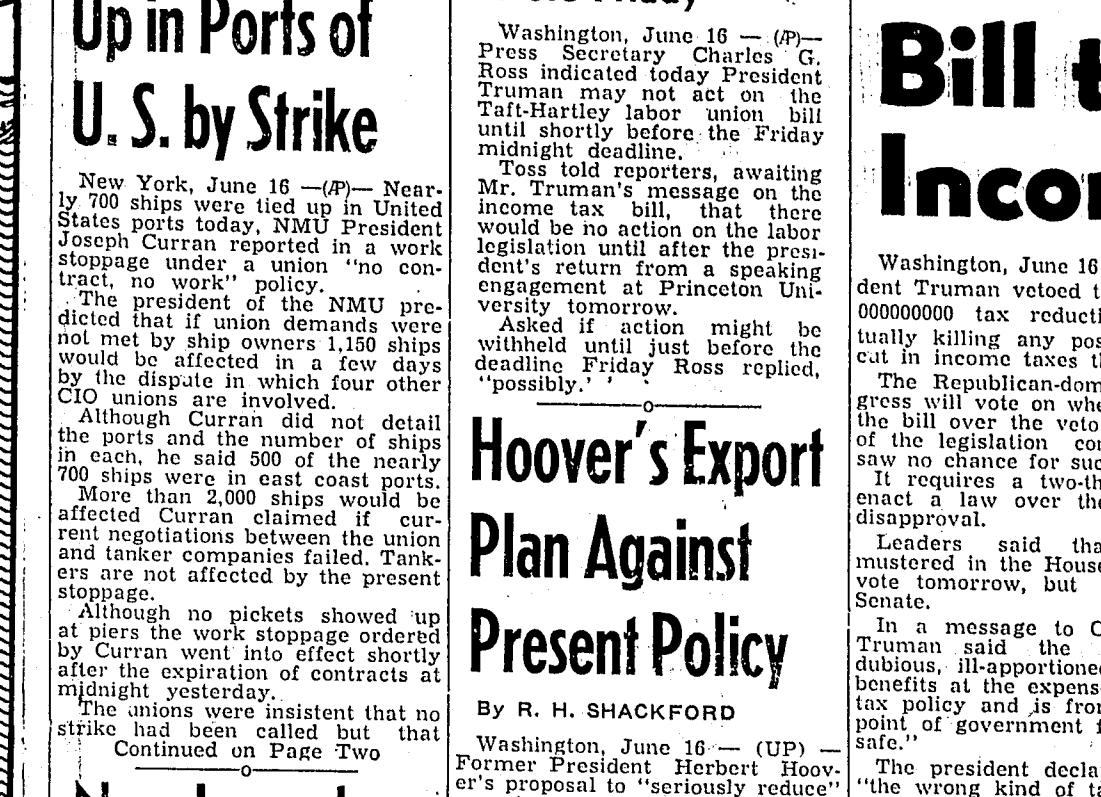 Up in Ports of
U. S. by Strike
New York, June 16 —(AP)— Near-
ly 700 ships were tied up in United
States ports today, NMU President
Joseph Curran reported in a work
stoppage under a union "no con-
tract, no work" policy.
The president of the NMU pre-
dicted that if union demands were
not met by ship owners 1,150 ships
would be affected in a few days
by the dispute in which four other
CIO unions are involved.
Although Curran did not detail
the ports and the number of ships
in each, he said 500 of the nearly
700 ships were in east coast ports.
More than 2,000 ships would be
affected Curran claimed if cur-
rent negotiations between the union
and tanker companies failed. Tank-
ers are not affected by the present
stoppage.
Although no pickets showed up
at piers the work stoppage ordered
by Curran went into effect shortly
after the expiration of contracts at
midnight yesterday.
The unions were insistent that no
strike had been called but that
Continued on Page Two
Friday
Washington, June 16 — (AP)—
Press Secretary Charles G.
Ross indicated today President
Truman may not act on the
Taft-Hartley labor union bill
until shortly before the Friday
midnight deadline.
Toss told reporters, awaiting
Mr. Truman's message on the
income tax bill, that there
would be no action on the labor
legislation until after the presi-
dent's return from a speaking
engagement at Princeton Uni-
versity tomorrow.
Asked if action might be
withheld until just before the
deadline Friday Ross replied,
"possibly.' '
Hoover's Export
Plan Against
Present Policy
By R. H. SHACKFORD
Washington, June 16 — (UP) —
Former President Herbert Hoov-
er's proposal to "seriously reduce"
Bill t
Incor
Washington, June 16
dent Truman vetoed t
000000000 tax reducti
tually killing any pos
cut in income taxes t
The Republican-dom
gress will vote on whe
the bill over the veto
of the legislation con
saw no chance for suc
It requires a two-th
enact a law over the
disapproval.
Leaders said tha
mustered in the House
vote tomorrow, but
Senate.
In a message to C
Truman said the
dubious, ill-apportioned
benefits at the expens
tax policy and is from
point of government f
safe."
The president decla
"the wrong kind of ta